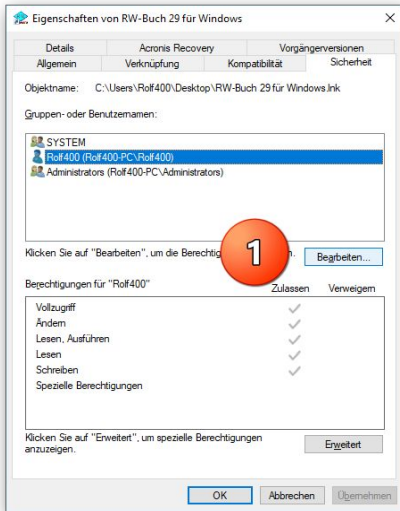 Eigenschaften von RW-Buch 29 für Windows
Details Acronis Recovery Vorgängerversionen
Allgemein Verknüpfung Kompatibilität Sicherheit
Objektname: C:\Users\Rolf400\Desktop\RW-Buch 29 für Windows.lnk
Gruppen- oder Benutzernamen:
SYSTEM
Rolf400 (Rolf400-PC\Rolf400)
Administrators (Rolf400-PC\Administrators)
Klicken Sie auf "Bearbeiten", um die Berechtig n.
1
Bearbeiten...
Berechtigungen für "Rolf400" Zulassen Verweigern
Vollzugriff
Ändern
Lesen, Ausführen
Lesen
Schreiben
Spezielle Berechtigungen
Klicken Sie auf "Erweitert", um spezielle Berechtigungen
anzuzeigen.
Erweitert
OK Abbrechen Übernehmen